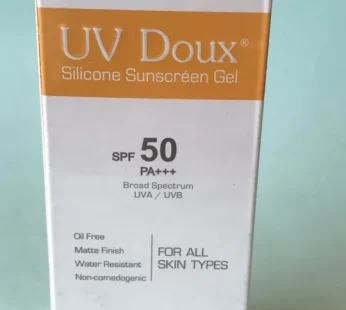 UV Doux®
Silicone Sunscreen Gel
SPF 50
PA+++
Broad Spectrum
UVA / UVB
Oil Free
Matte Finish
Water Resistant
Non-comedogenic
FOR ALL
SKIN TYPES